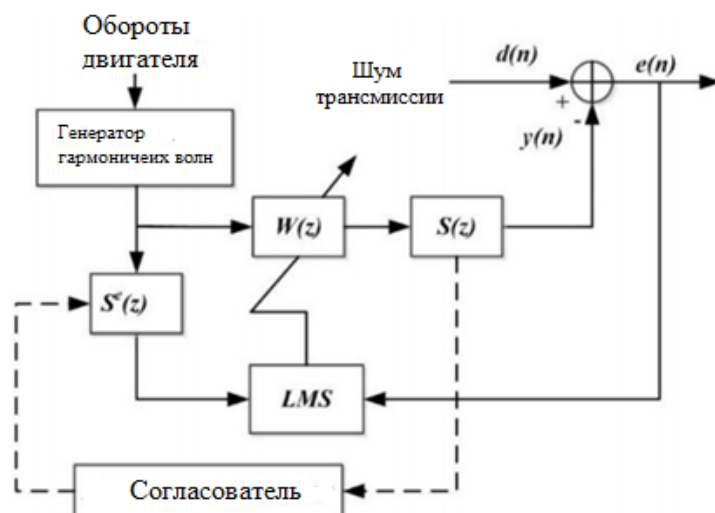 Обороты
двигателя
Шум
трансмиссии
d(n)
e(n)
+
-
y(n)
Генератор
гармоничеих волн
W(z)
S(z)
S^e(z)
LMS
Согласователь